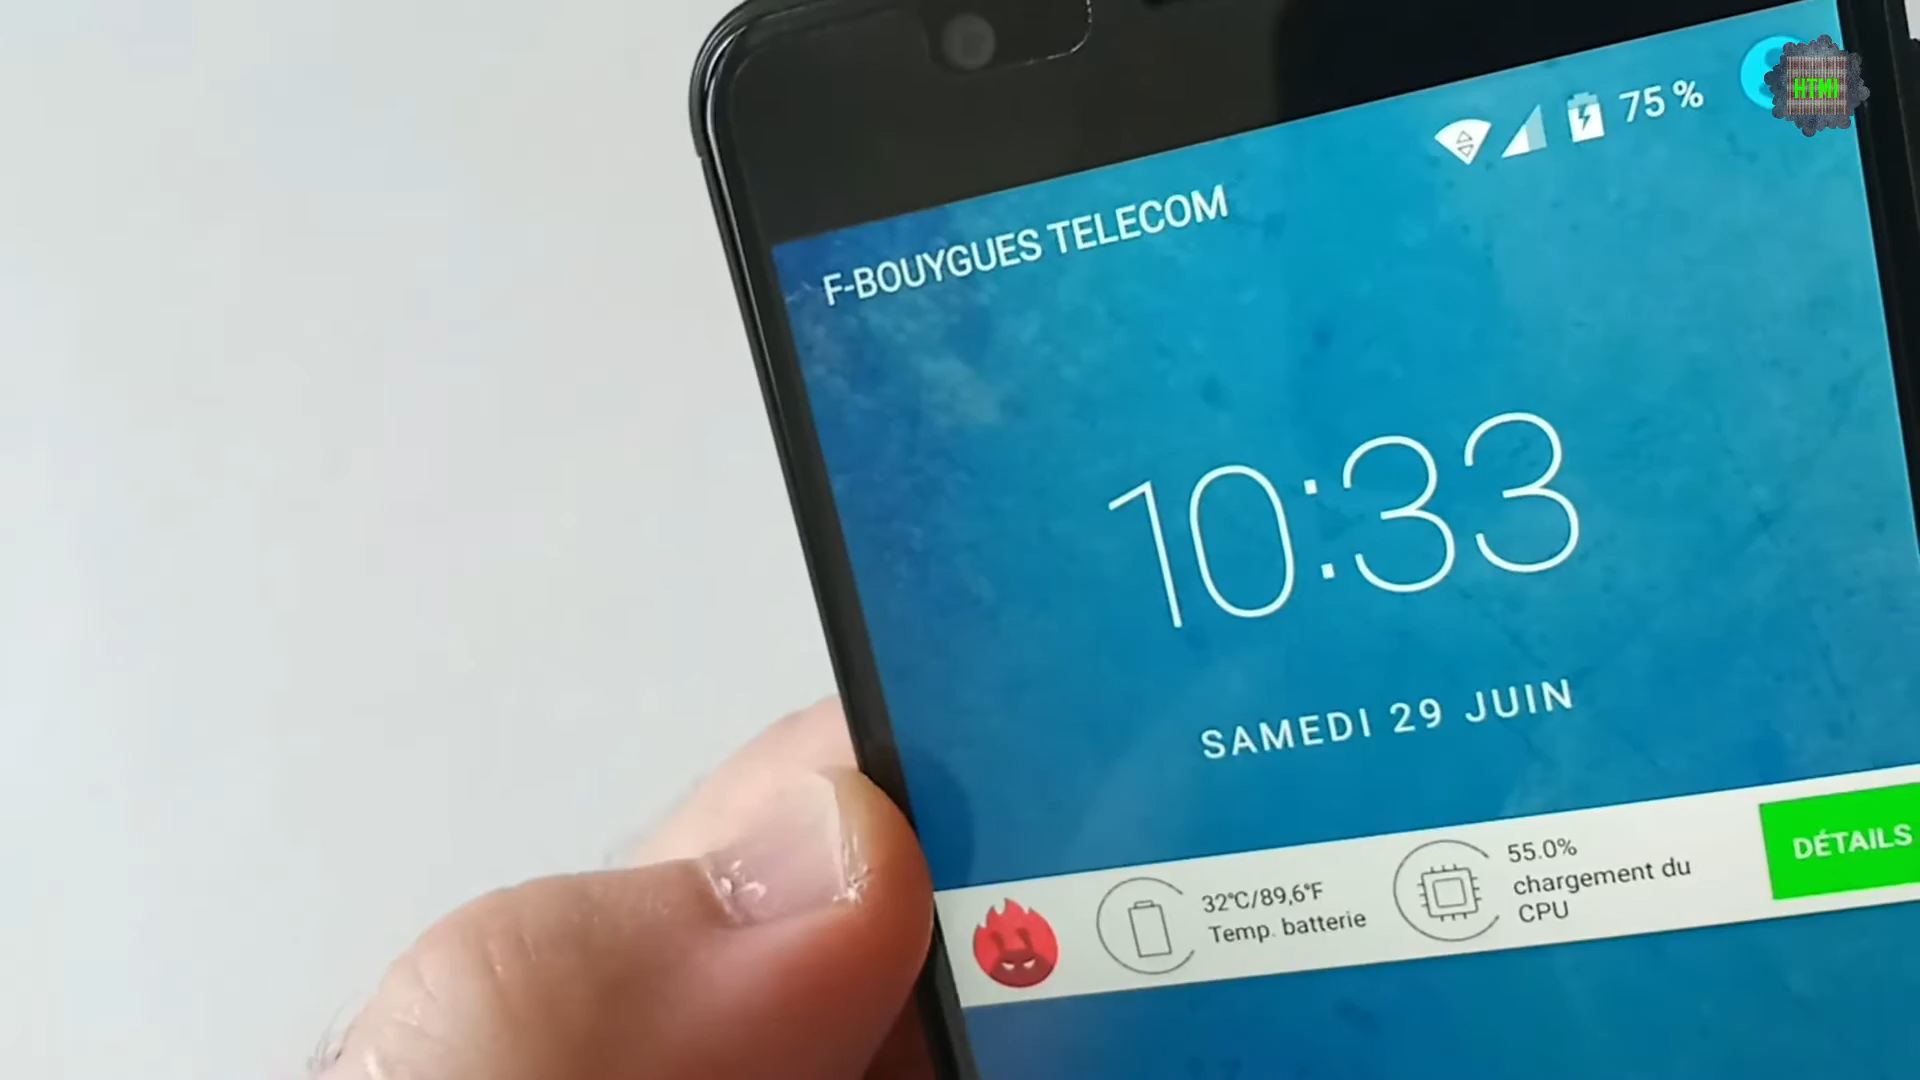 HTMI
75 %
F-BOUYGUES TELECOM
10:33
SAMEDI 29 JUIN
32°C/89,6°F
Temp. batterie
55.0%
chargement du
CPU
DÉTAILS